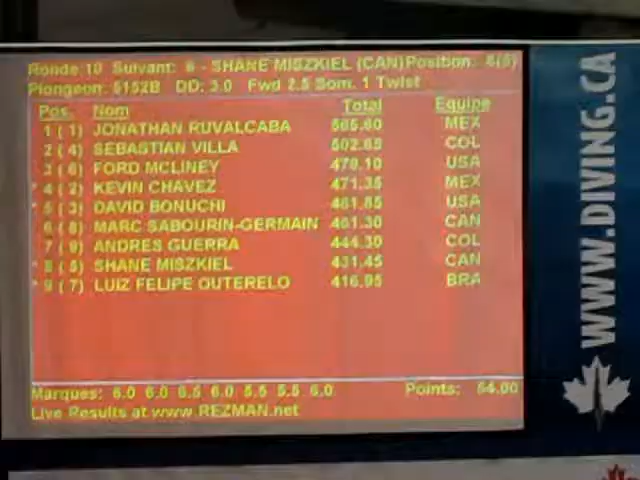 Ronde:10 Suivant: 6 - SHANE MISZKIEL (CAN) Position: 8(5)
Plongeon: 5152B DD: 3.0 Fwd 2.5 Som. 1 Twist
Pos. Nom Total Equipe
1 ( 1) JONATHAN RUVALCABA 505.60 MEX
2 ( 4) SEBASTIAN VILLA 502.65 COL
3 ( 6) FORD MCLINEY 479.10 USA
* 4 ( 2) KEVIN CHAVEZ 471.35 MEX
* 5 ( 3) DAVID BONUCHI 461.85 USA
6 ( 8) MARC SABOURIN-GERMAIN 461.30 CAN
7 ( 9) ANDRES GUERRA 444.30 COL
* 8 ( 5) SHANE MISZKIEL 431.45 CAN
* 9 ( 7) LUIZ FELIPE OUTERELO 416.95 BRA
Marques: 6.0 6.0 6.5 6.0 5.5 5.5 6.0 Points: 54.00
Live Results at www.REZMAN.net
WWW.DIVING.CA